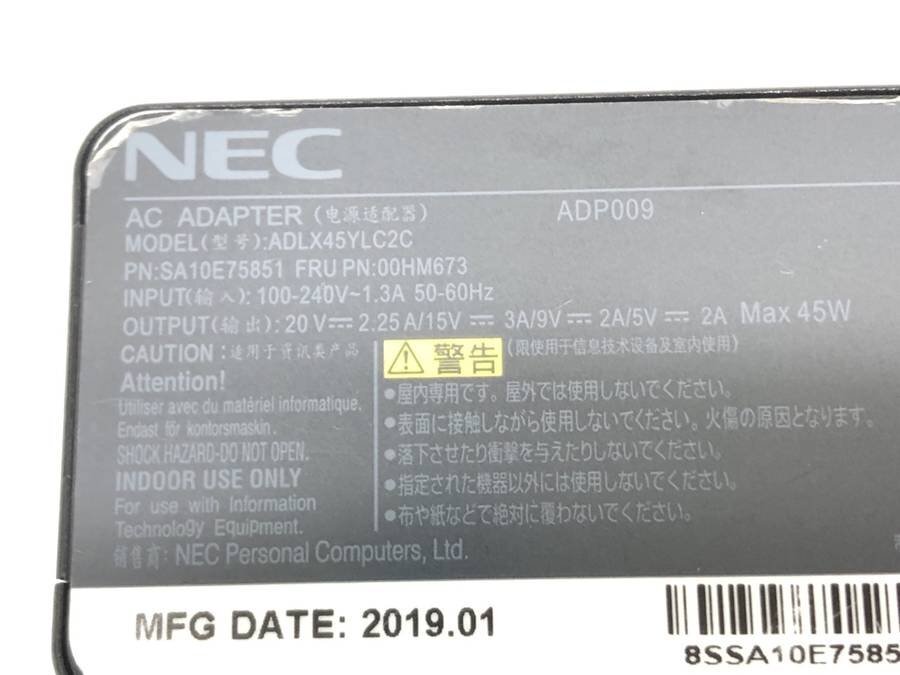 NEC
AC ADAPTER (电源适配器) ADP009
MODEL(型号):ADLX45YLC2C
PN:SA10E75851 FRU PN:00HM673
INPUT(输入): 100-240V~1.3A 50-60Hz
OUTPUT(输出): 20V⎓ 2.25A/15V ⎓ 3A/9V ⎓ 2A/5V ⎓ 2A Max 45W
CAUTION :适用于资讯类产品
⚠警告 (限使用于信息技术设备及室内使用)
Attention!
Utiliser avec du matériel informatique.
Endast för kontorsmaskin.
SHOCK HAZARD-DO NOT OPEN.
INDOOR USE ONLY
For use with Information
Technology Equipment.
●屋内専用です。屋外では使用しないでください。
●表面に接触しながら使用しないでください。火傷の原因となります。
●落下させたり衝撃を与えたりしないでください。
●指定された機器以外には使用しないでください。
●布や紙などで絶対に覆わないでください。
销售商: NEC Personal Computers, Ltd.
MFG DATE: 2019.01
8SSA10E7585